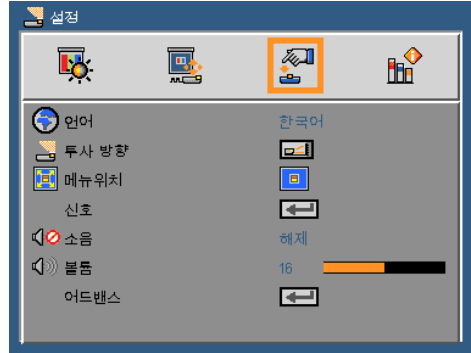 설정
언어 한국어
투사 방향
메뉴위치
신호
소음 해제
볼륨 16
어드밴스